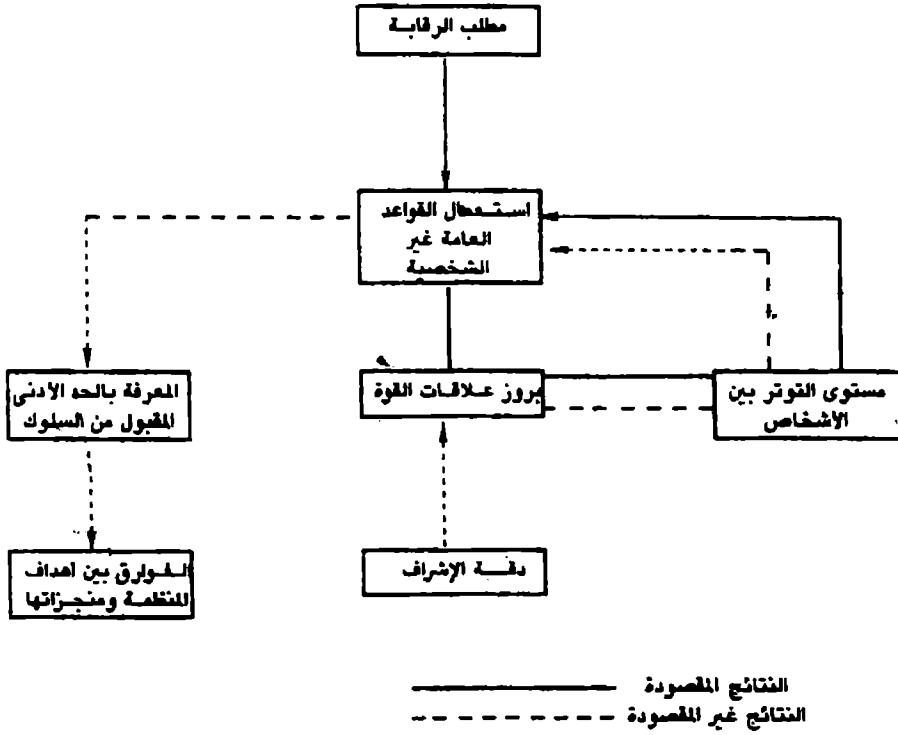 مطلب الرقابة
استعمال القواعد
العامة غير
الشخصية
المعرفة بالحد الأدنى
المقبول من السلوك
بروز علاقات القوة
مستوى التوتر بين
الأشخاص
الفوارق بين أهداف
المنظمة ومنجزاتها
دقة الإشراف
النتائج المقصودة
النتائج غير المقصودة